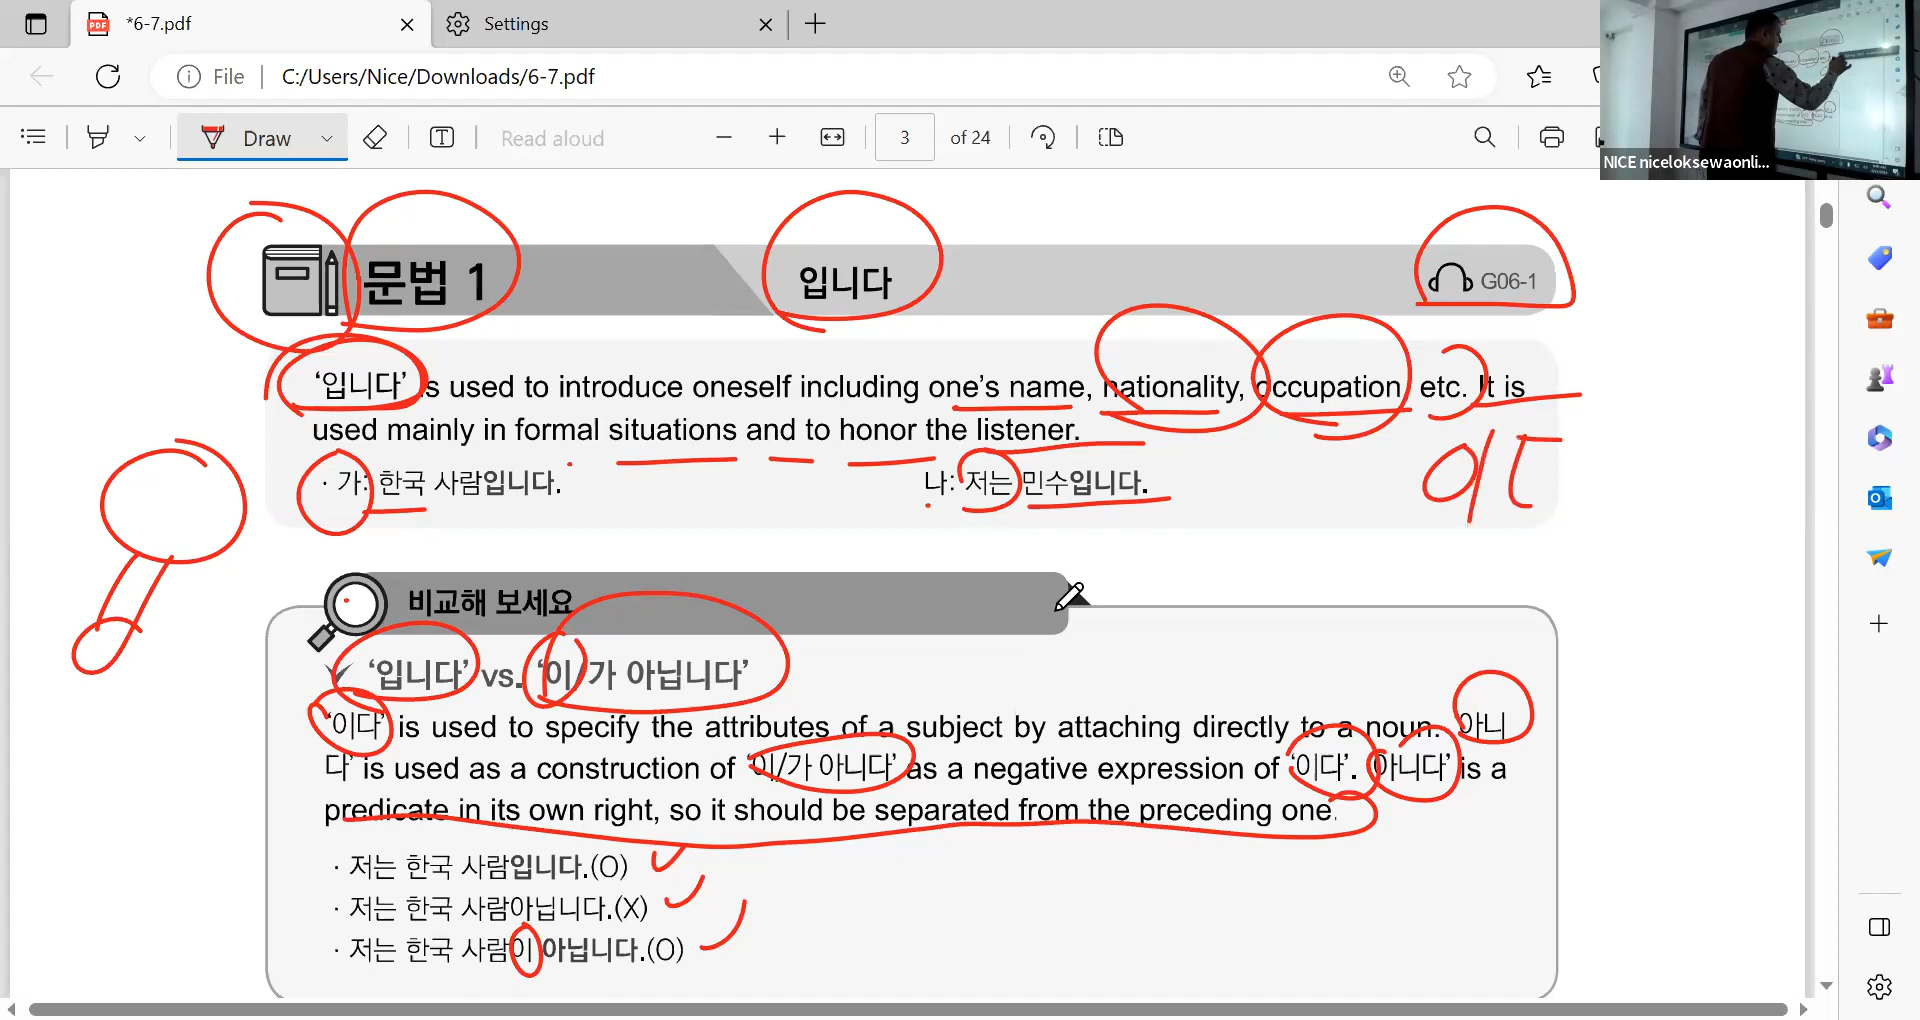 *6-7.pdf
Settings
File
C:/Users/Nice/Downloads/6-7.pdf
Draw
Read aloud
3 of 24
NICE niceloksewaonli...
문법 1
입니다
G06-1
'입니다' is used to introduce oneself including one's name, nationality, occupation, etc. It is
used mainly in formal situations and to honor the listener.
· 가: 한국 사람입니다.
나: 저는 민수입니다.
이
비교해 보세요
'입니다' vs. '이/가 아닙니다'
'이다' is used to specify the attributes of a subject by attaching directly to a noun. '아니
다' is used as a construction of '이/가 아니다' as a negative expression of '이다'. '아니다' is a
predicate in its own right, so it should be separated from the preceding one.
· 저는 한국 사람입니다.(O)
· 저는 한국 사람아닙니다.(X)
· 저는 한국 사람이 아닙니다.(O)